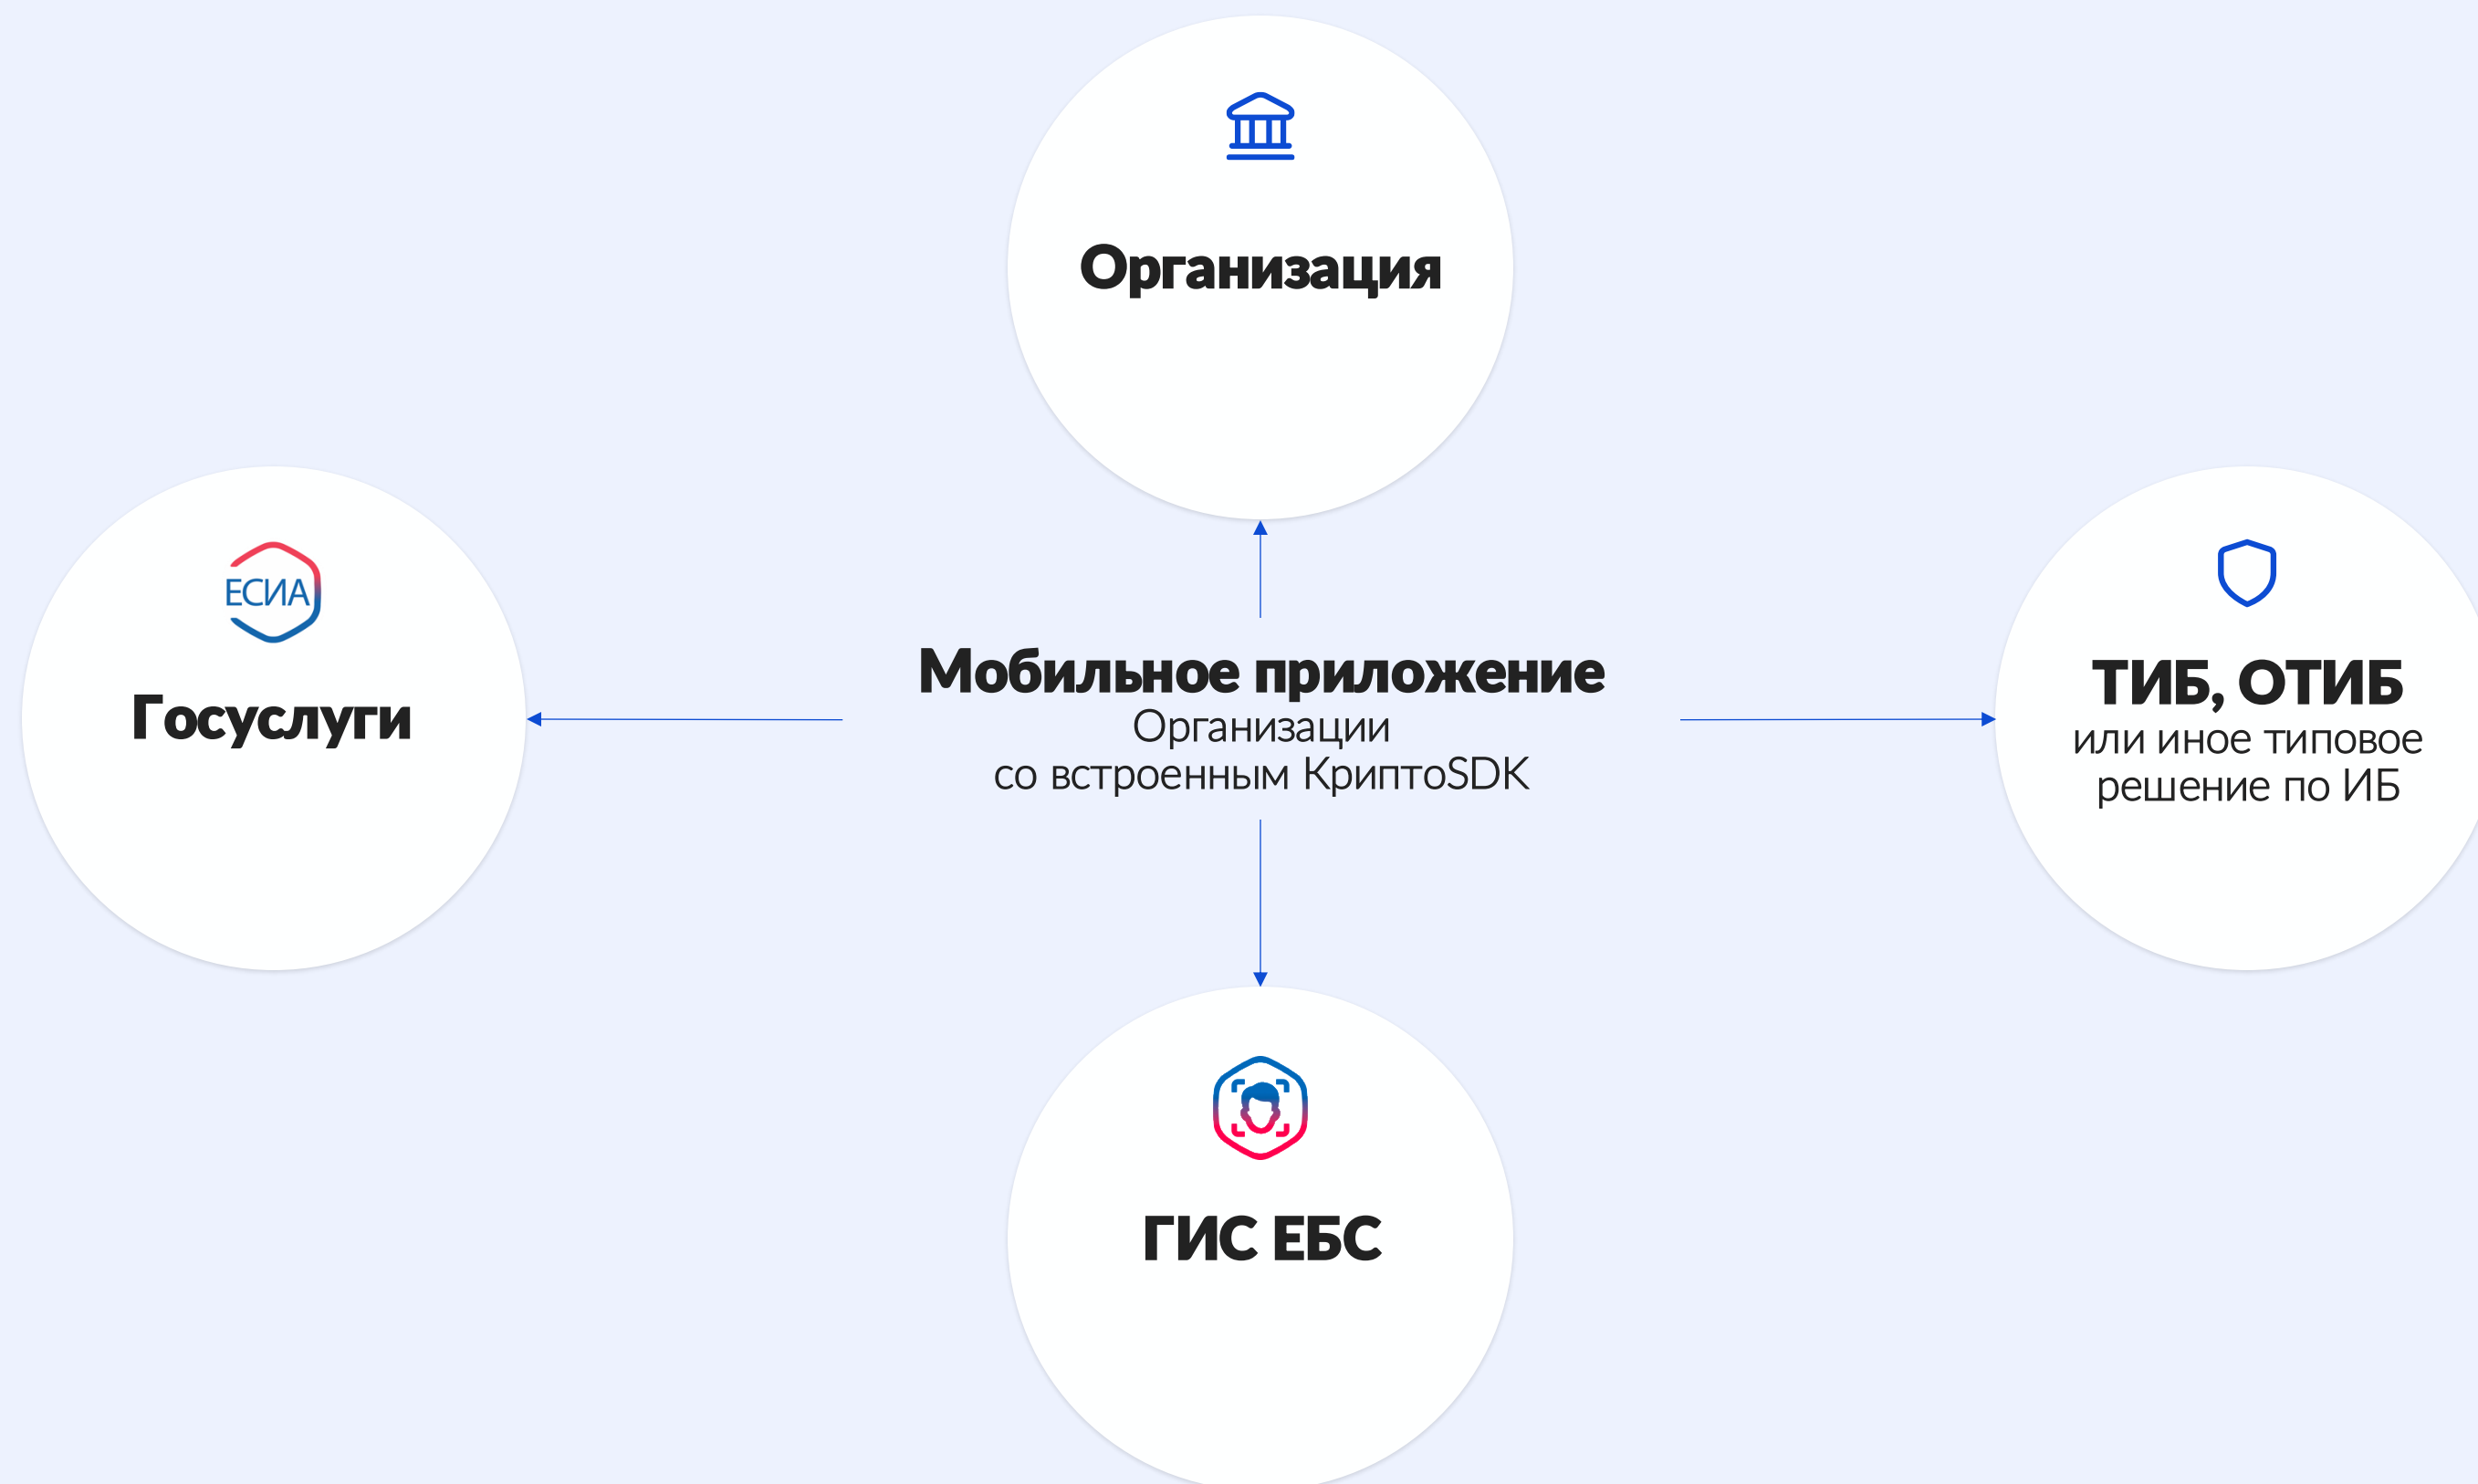 Организация
ЕСИА
Госуслуги
Мобильное приложение
Организации
со встроенным КриптоSDK
ТИБ, ОТИБ
или иное типовое
решение по ИБ
ГИС ЕБС